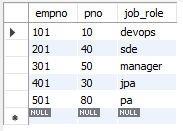 empno pno job_role
101 10 devops
201 40 sde
301 50 manager
401 30 jpa
501 80 pa
NULL NULL NULL